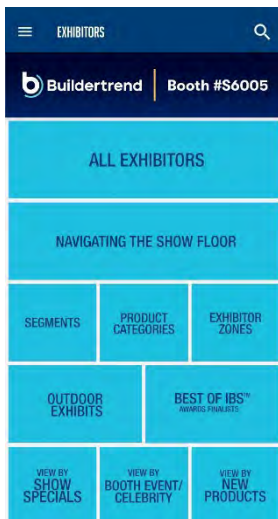 EXHIBITORS
Buildertrend | Booth #S6005
ALL EXHIBITORS
NAVIGATING THE SHOW FLOOR
SEGMENTS
PRODUCT
CATEGORIES
EXHIBITOR
ZONES
OUTDOOR
EXHIBITS
BEST OF IBS™
AWARDS FINALISTS
VIEW BY
SHOW
SPECIALS
VIEW BY
BOOTH EVENT/
CELEBRITY
VIEW BY
NEW
PRODUCTS